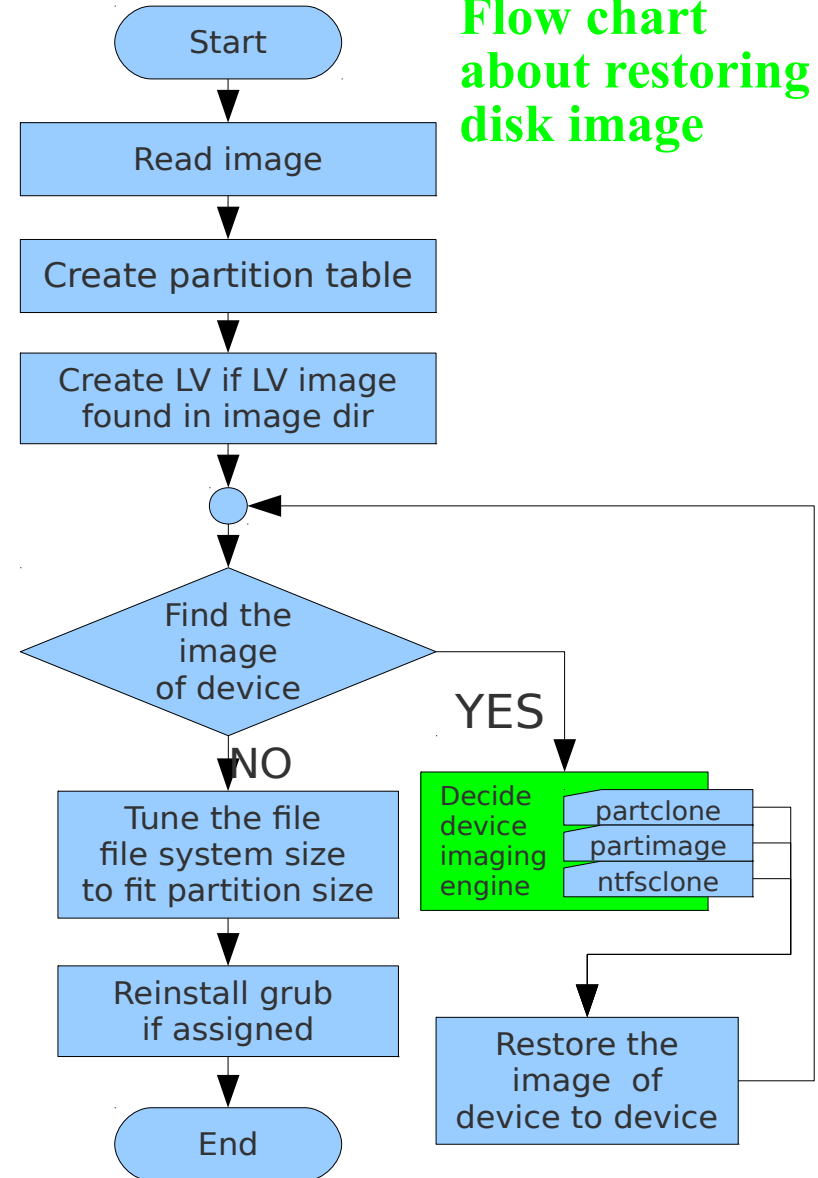 Flow chart
about restoring
disk image
Start
Read image
Create partition table
Create LV if LV image
found in image dir
Find the
image
of device
YES
NO
Decide
device
imaging
engine
partclone
partimage
ntfsclone
Tune the file
file system size
to fit partition size
Reinstall grub
if assigned
Restore the
image of
device to device
End